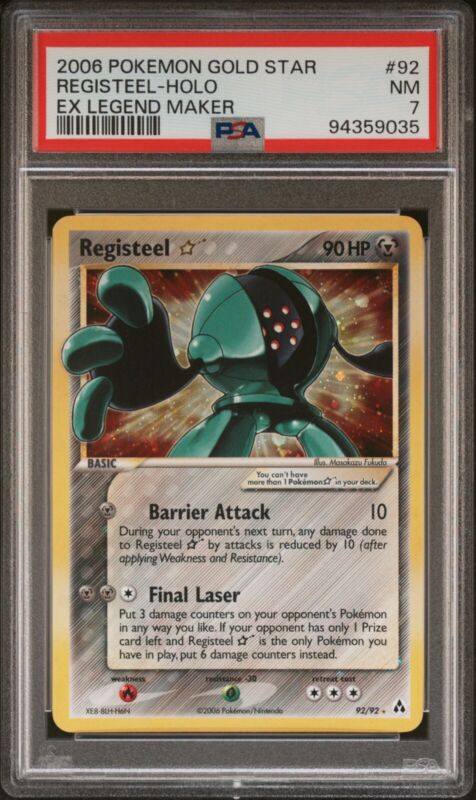 2006 POKEMON GOLD STAR #92
REGISTEEL-HOLO NM
EX LEGEND MAKER 7
PSA 94359035
Registeel ☆ 90 HP
BASIC Illus. Masakazu Fukuda
You can't have
more than 1 Pokémon☆ in your deck.
Barrier Attack 10
During your opponent's next turn, any damage done
to Registeel ☆ by attacks is reduced by 10 (after
applying Weakness and Resistance).
Final Laser
Put 3 damage counters on your opponent's Pokémon
in any way you like. If your opponent has only 1 Prize
card left and Registeel ☆ is the only Pokémon you
have in play, put 6 damage counters instead.
weakness resistance -30 retreat cost
XE8-8LH-H6N ©2006 Pokémon/Nintendo 92/92 ★
PSA